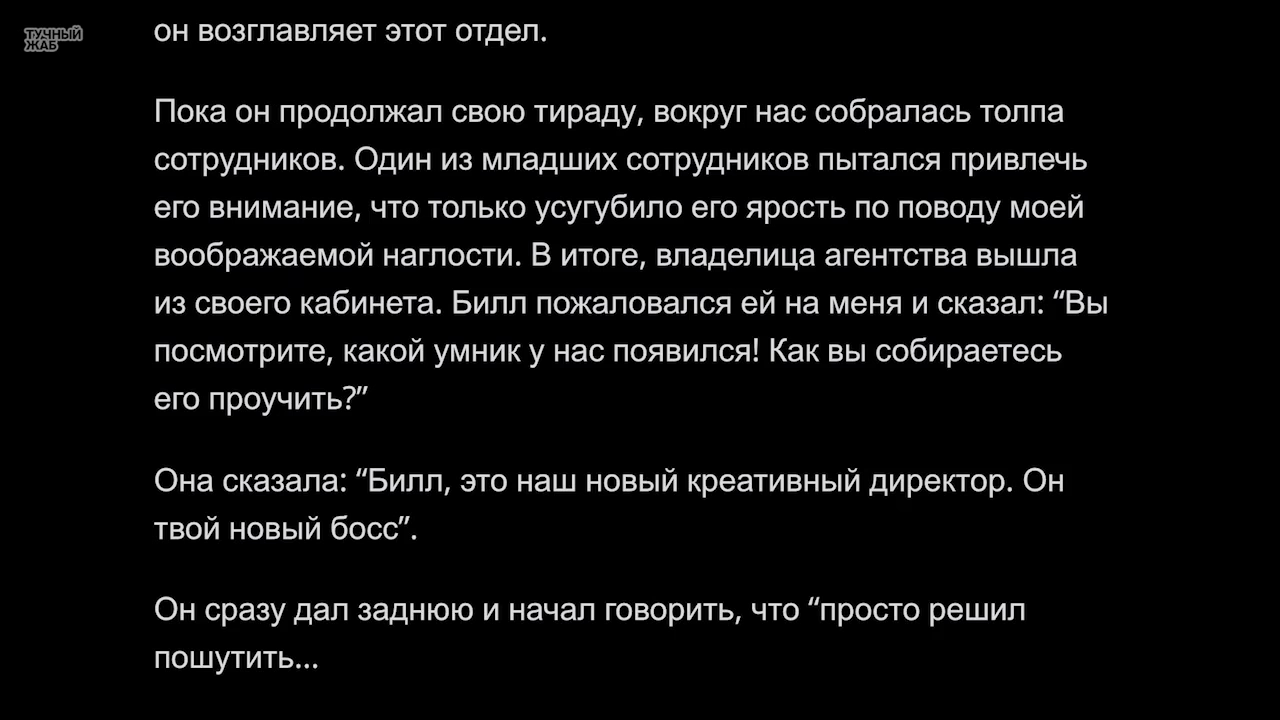 ТУЧНЫЙ
ЖАБ
он возглавляет этот отдел.
Пока он продолжал свою тираду, вокруг нас собралась толпа
сотрудников. Один из младших сотрудников пытался привлечь
его внимание, что только усугубило его ярость по поводу моей
воображаемой наглости. В итоге, владелица агентства вышла
из своего кабинета. Билл пожаловался ей на меня и сказал: “Вы
посмотрите, какой умник у нас появился! Как вы собираетесь
его проучить?”
Она сказала: “Билл, это наш новый креативный директор. Он
твой новый босс”.
Он сразу дал заднюю и начал говорить, что “просто решил
пошутить...